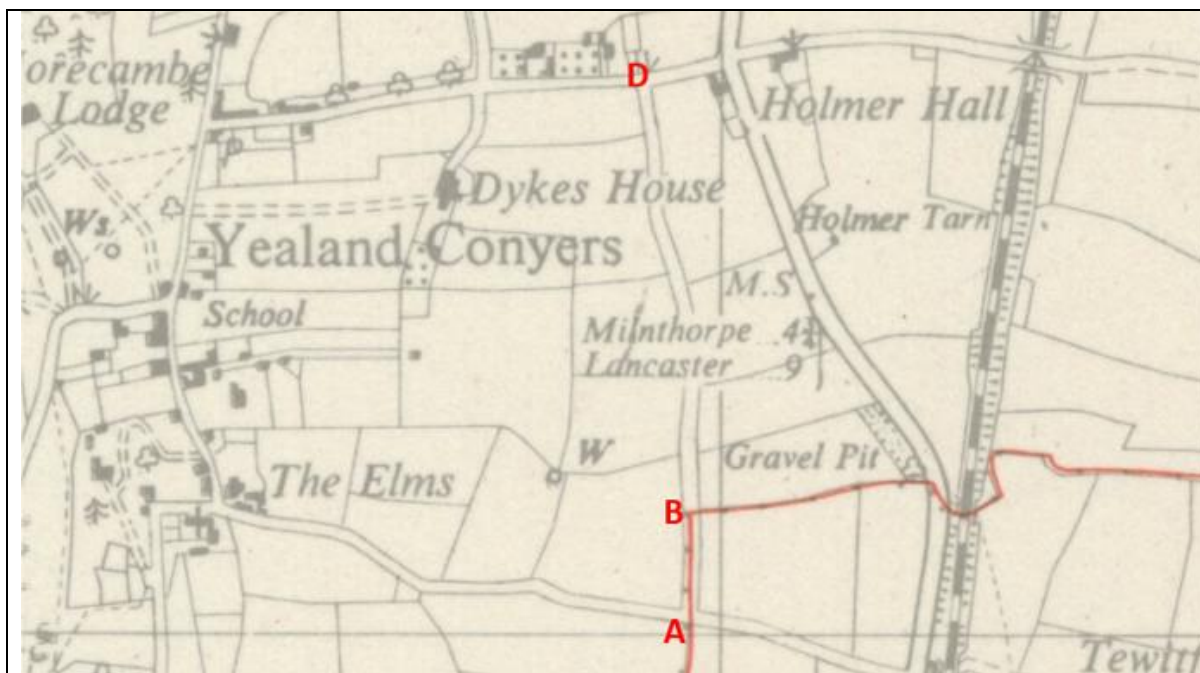 orecambe
Lodge
D
Holmer Hall
Dykes House
Ws
Holmer Tarn
Yealand Conyers
M.S
School
Milnthorpe 4
Lancaster 9
W
Gravel Pit
The Elms
B
A
Tewitf